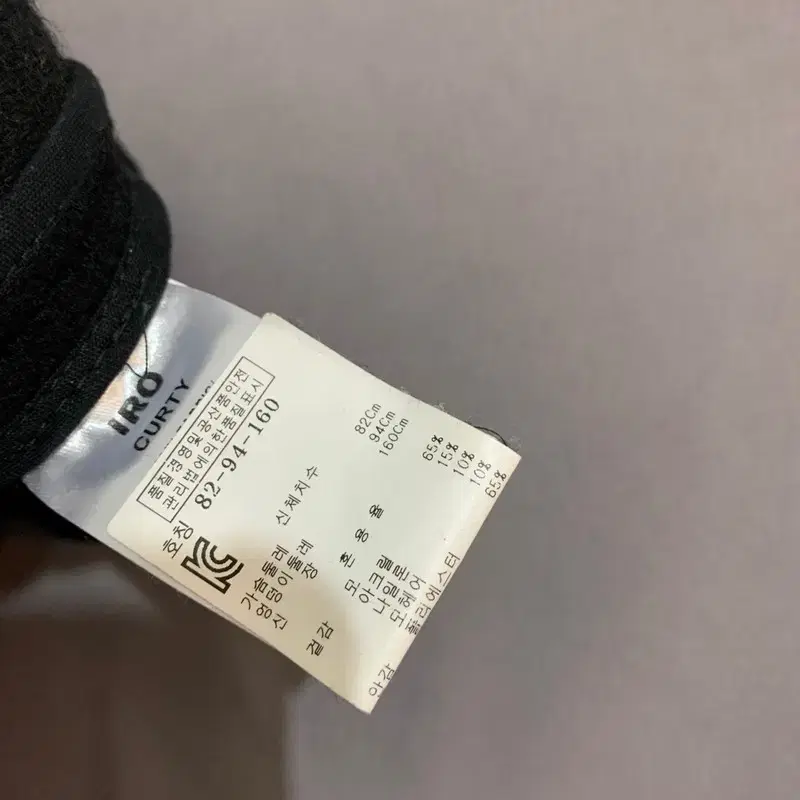 IRO
CURTY
품질경영및공산품안전
관리법에의한품질표시
호칭 82-94-160
신체치수
가슴둘레 82Cm
엉덩이둘레 94Cm
신장 160Cm
혼용율
겉감 모 65%
아크릴 15%
나일론 10%
모헤어 10%
안감 폴리에스터 65%